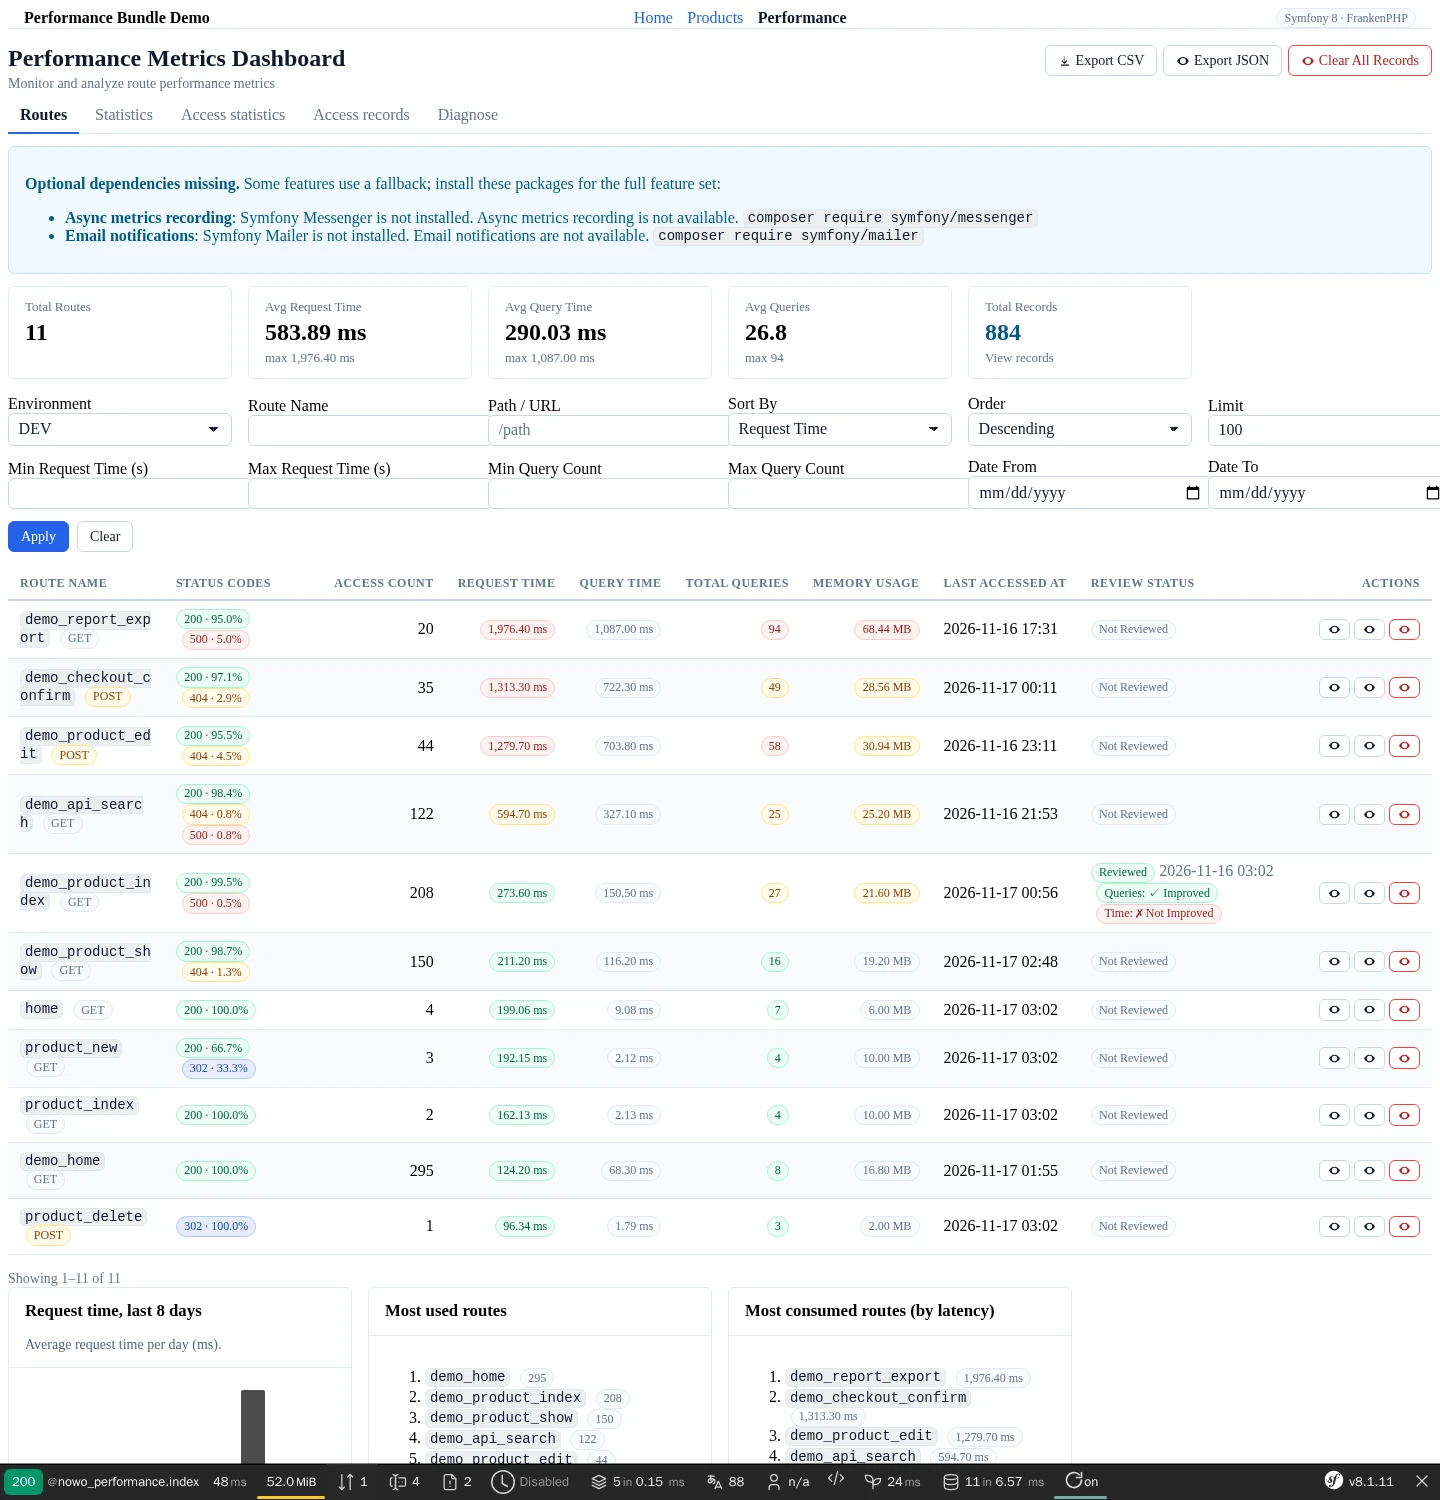 Performance Bundle Demo
Home Products Performance
Symfony 8 · FrankenPHP
Performance Metrics Dashboard
Monitor and analyze route performance metrics
Export CSV Export JSON Clear All Records
Routes Statistics Access statistics Access records Diagnose
Optional dependencies missing. Some features use a fallback; install these packages for the full feature set:
• Async metrics recording: Symfony Messenger is not installed. Async metrics recording is not available. composer require symfony/messenger
• Email notifications: Symfony Mailer is not installed. Email notifications are not available. composer require symfony/mailer
Total Routes
11
Avg Request Time
583.89 ms
max 1,976.40 ms
Avg Query Time
290.03 ms
max 1,087.00 ms
Avg Queries
26.8
max 94
Total Records
884
View records
Environment Route Name Path / URL Sort By Order Limit
DEV /path Request Time Descending 100
Min Request Time (s) Max Request Time (s) Min Query Count Max Query Count Date From Date To
mm/dd/yyyy mm/dd/yyyy
Apply Clear
ROUTE NAME STATUS CODES ACCESS COUNT REQUEST TIME QUERY TIME TOTAL QUERIES MEMORY USAGE LAST ACCESSED AT REVIEW STATUS ACTIONS
demo_report_exp
ort GET
200 · 95.0%
500 · 5.0%
20 1,976.40 ms 1,087.00 ms 94 68.44 MB 2026-11-16 17:31 Not Reviewed
demo_checkout_c
onfirm POST
200 · 97.1%
404 · 2.9%
35 1,313.30 ms 722.30 ms 49 28.56 MB 2026-11-17 00:11 Not Reviewed
demo_product_ed
it POST
200 · 95.5%
404 · 4.5%
44 1,279.70 ms 703.80 ms 58 30.94 MB 2026-11-16 23:11 Not Reviewed
demo_api_searc
h GET
200 · 98.4%
404 · 0.8%
500 · 0.8%
122 594.70 ms 327.10 ms 25 25.20 MB 2026-11-16 21:53 Not Reviewed
demo_product_in
dex GET
200 · 99.5%
500 · 0.5%
208 273.60 ms 150.50 ms 27 21.60 MB 2026-11-17 00:56
Reviewed 2026-11-16 03:02
Queries: ✓ Improved
Time: ✗ Not Improved
demo_product_sh
ow GET
200 · 98.7%
404 · 1.3%
150 211.20 ms 116.20 ms 16 19.20 MB 2026-11-17 02:48 Not Reviewed
home GET 200 · 100.0% 4 199.06 ms 9.08 ms 7 6.00 MB 2026-11-17 03:02 Not Reviewed
product_new
GET
200 · 66.7%
302 · 33.3%
3 192.15 ms 2.12 ms 4 10.00 MB 2026-11-17 03:02 Not Reviewed
product_index
GET
200 · 100.0% 2 162.13 ms 2.13 ms 4 10.00 MB 2026-11-17 03:02 Not Reviewed
demo_home
GET
200 · 100.0% 295 124.20 ms 68.30 ms 8 16.80 MB 2026-11-17 01:55 Not Reviewed
product_delete
POST
302 · 100.0% 1 96.34 ms 1.79 ms 3 2.00 MB 2026-11-17 03:02 Not Reviewed
Showing 1–11 of 11
Request time, last 8 days
Average request time per day (ms).
Most used routes
1. demo_home 295
2. demo_product_index 208
3. demo_product_show 150
4. demo_api_search 122
5. demo_product_edit 44
Most consumed routes (by latency)
1. demo_report_export 1,976.40 ms
2. demo_checkout_confirm
1,313.30 ms
3. demo_product_edit 1,279.70 ms
4. demo_api_search 594.70 ms
200 @nowo_performance.index 48 ms 52.0 MiB 1 4 2 Disabled 5 in 0.15 ms 88 n/a 24 ms 11 in 6.57 ms on sf v8.1.11